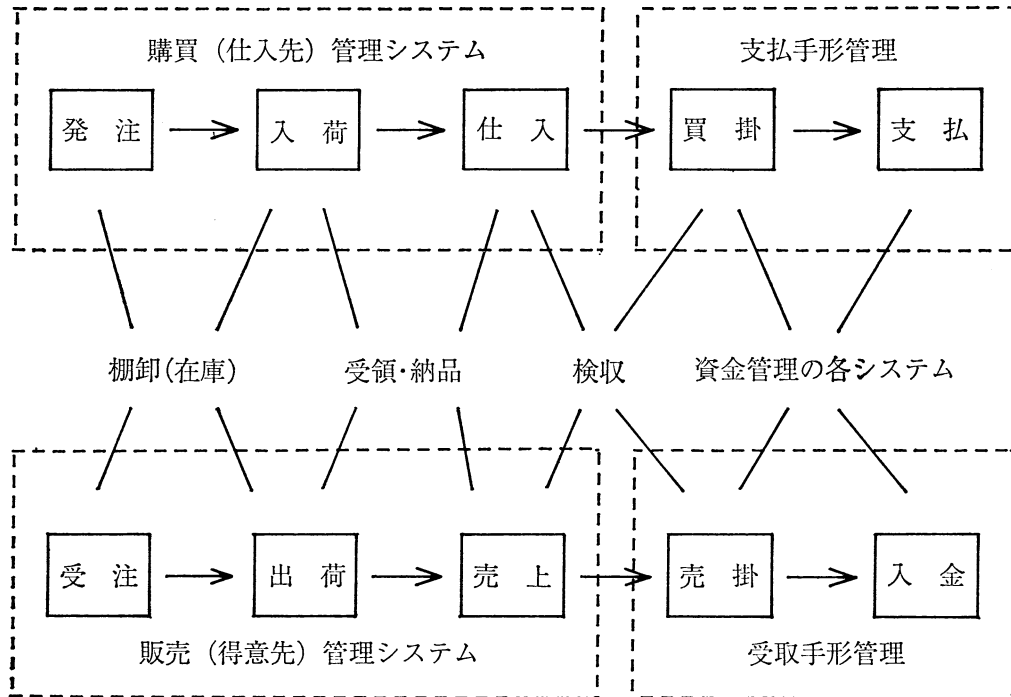 購買（仕入先）管理システム　支払手形管理
発　注　入　荷　仕　入　買　掛　支　払
棚卸(在庫)　受領・納品　検収　資金管理の各システム
受　注　出　荷　売　上　売　掛　入　金
販売（得意先）管理システム　受取手形管理